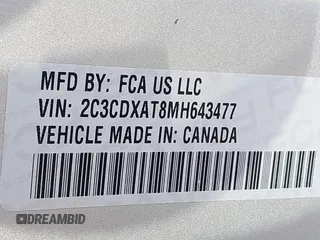 MFD BY: FCA US LLC
VIN: 2C3CDXAT8MH643477
VEHICLE MADE IN: CANADA
DREAMBID